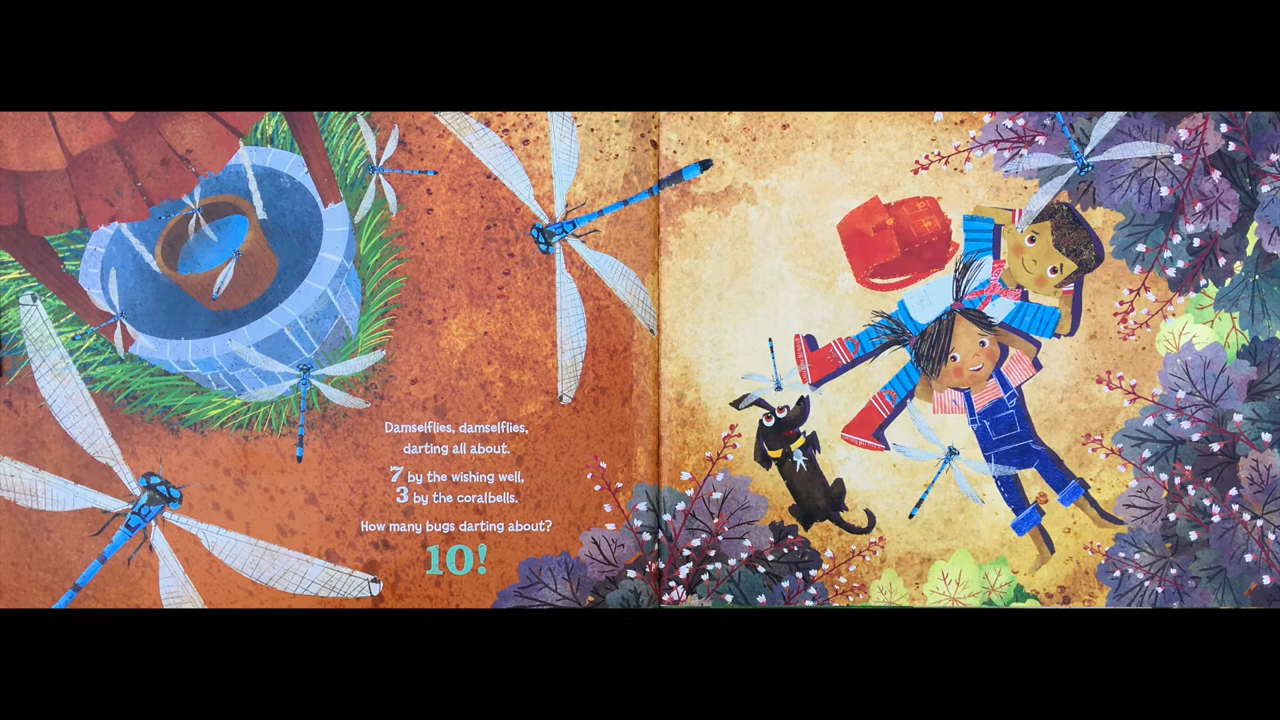 Damselflies, damselflies,
darting all about.
7 by the wishing well,
3 by the coralbells.
How many bugs darting about?
10!